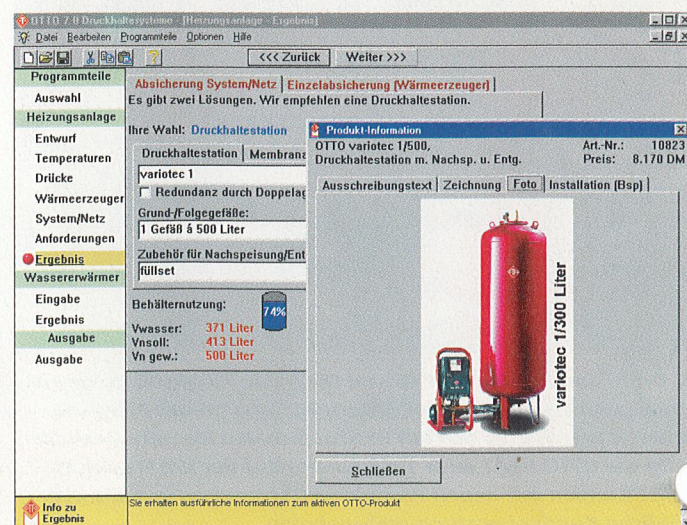 OTTO 7.0 Druckhaltesysteme - [Heizungsanlage - Ergebnis]
Datei Bearbeiten Programmteile Optionen Hilfe
<<< Zurück Weiter >>>
Programmteile
Auswahl
Heizungsanlage
Entwurf
Temperaturen
Drücke
Wärmeerzeuger
System/Netz
Anforderungen
Ergebnis
Wassererwärmer
Eingabe
Ergebnis
Ausgabe
Ausgabe
Absicherung System/Netz Einzelabsicherung (Wärmeerzeuger)
Es gibt zwei Lösungen. Wir empfehlen eine Druckhaltestation.
Ihre Wahl: Druckhaltestation
Druckhaltestation Membrana
variotec 1
Redundanz durch Doppelag
Grund-/Folgegefäße:
1 Gefäß á 500 Liter
Zubehör für Nachspeisung/Ent
füllset
Behälternutzung:
74%
Vwasser: 371 Liter
Vnsoll: 413 Liter
Vn gew.: 500 Liter
Produkt-Information
OTTO variotec 1/500, Art.-Nr.: 10823
Druckhaltestation m. Nachsp. u. Entg. Preis: 8.170 DM
Ausschreibungstext Zeichnung Foto Installation (Bsp)
variotec 1/300 Liter
Schließen
Info zu
Ergebnis
Sie erhalten ausführliche Informationen zum aktiven OTTO-Produkt